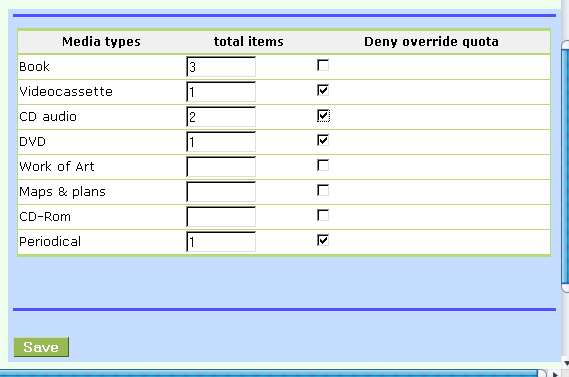 Media types total items Deny override quota
Book 3
Videocassette 1
CD audio 2
DVD 1
Work of Art
Maps & plans
CD-Rom
Periodical 1
Save